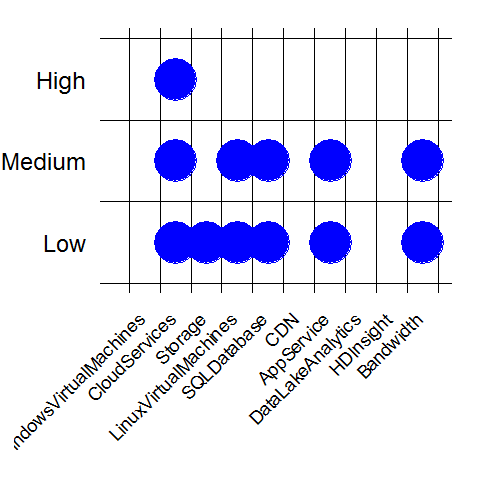 High
Medium
Low
ndowsVirtualMachines
CloudServices
Storage
LinuxVirtualMachines
SQLDatabase
CDN
AppService
DataLakeAnalytics
HDInsight
Bandwidth